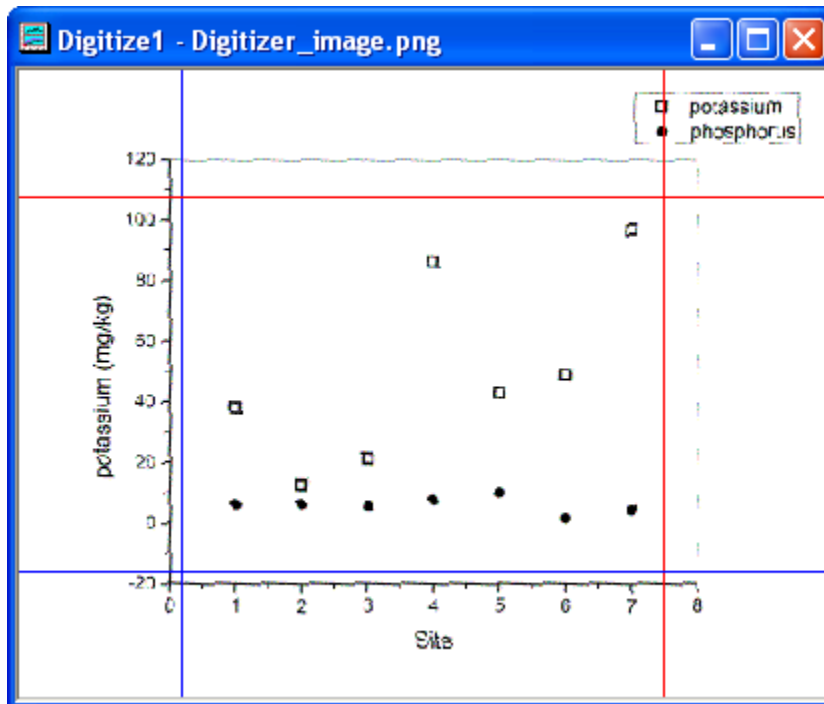 Digitize1 - Digitizer_image.png
potassium
phosphorus
120
100
80
60
40
20
0
-20
potassium (mg/kg)
0 1 2 3 4 5 6 7 8
Site